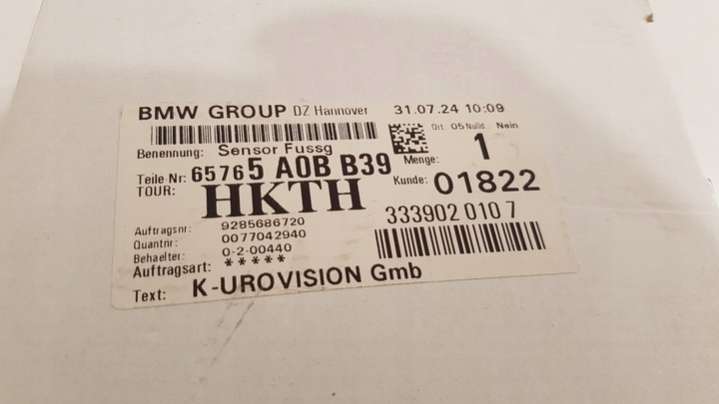 BMW GROUP DZ Hannover 31.07.24 10:09
Ort 05 Nulld. Nein
Benennung: Sensor Fussg
Menge: 1
Teile Nr: 65765 A0B B39
Kunde: 01822
TOUR: HKTH
333902 010 7
Auftragsnr: 9285686720
Quantnr: 0077042940
Behaelter: 0-2-00440
Auftragsart: *****
Text: K-UROVISION Gmb